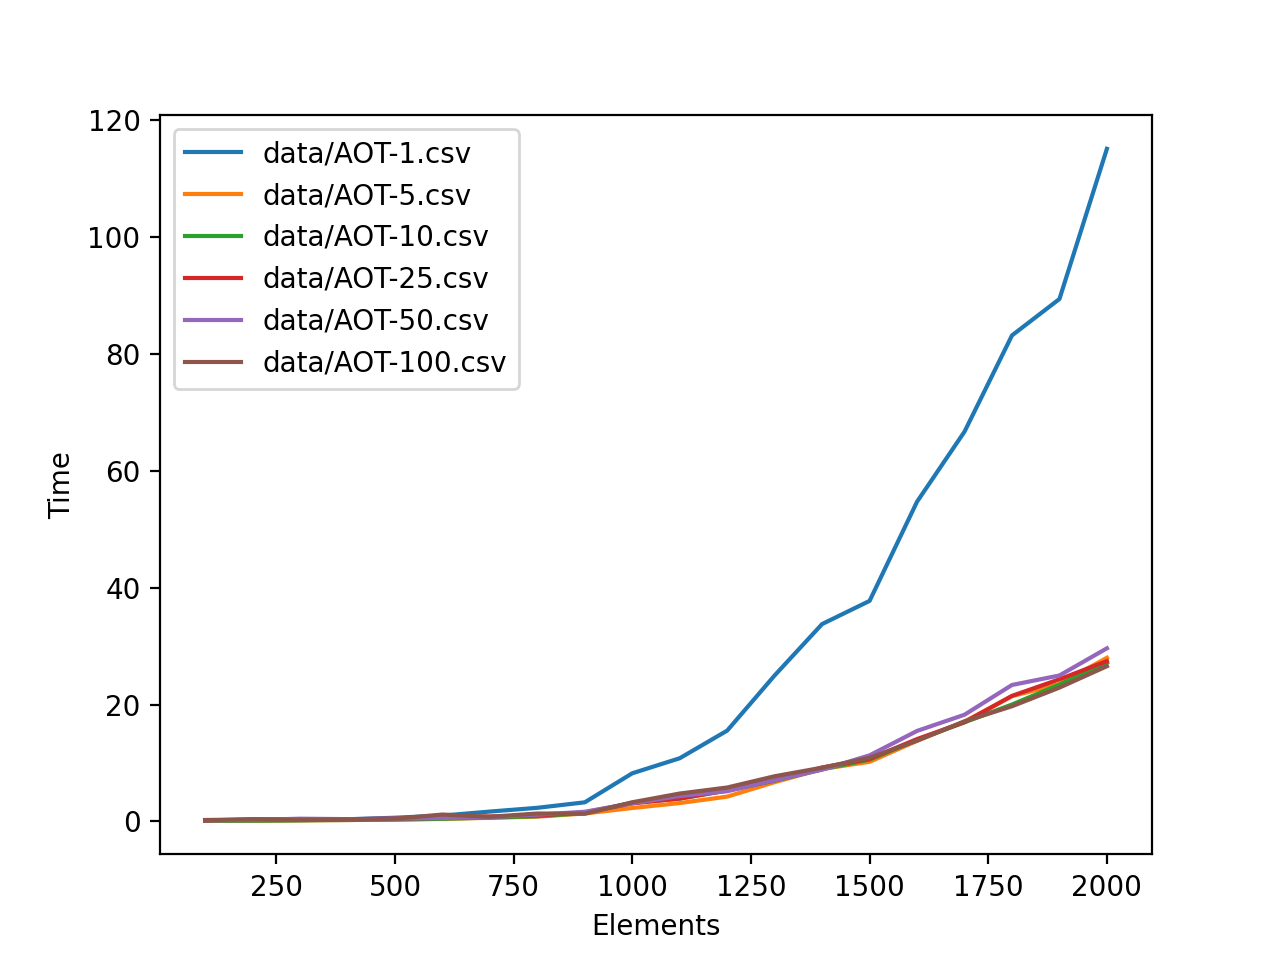 120
100
80
60
40
20
0
Time
data/AOT-1.csv
data/AOT-5.csv
data/AOT-10.csv
data/AOT-25.csv
data/AOT-50.csv
data/AOT-100.csv
250 500 750 1000 1250 1500 1750 2000
Elements